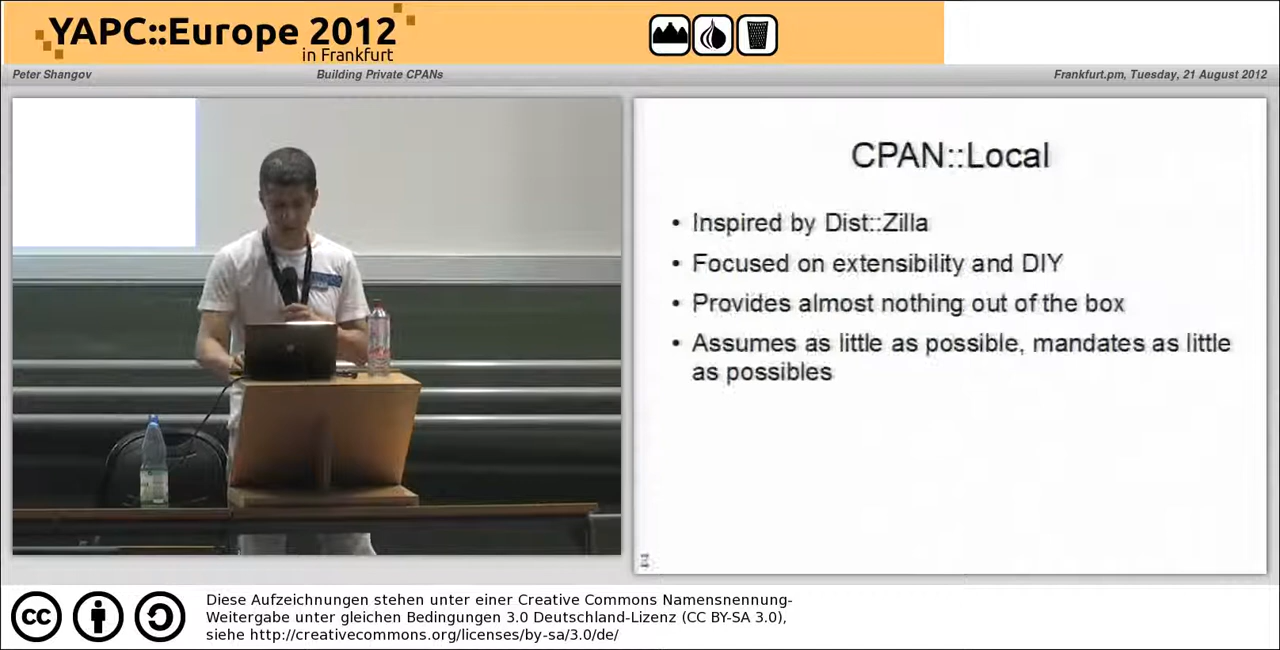 YAPC::Europe 2012
in Frankfurt
Peter Shangov
Building Private CPANs
Frankfurt.pm, Tuesday, 21 August 2012
CPAN::Local
• Inspired by Dist::Zilla
• Focused on extensibility and DIY
• Provides almost nothing out of the box
• Assumes as little as possible, mandates as little
as possibles
cc
Diese Aufzeichnungen stehen unter einer Creative Commons Namensnennung-
Weitergabe unter gleichen Bedingungen 3.0 Deutschland-Lizenz (CC BY-SA 3.0),
siehe http://creativecommons.org/licenses/by-sa/3.0/de/